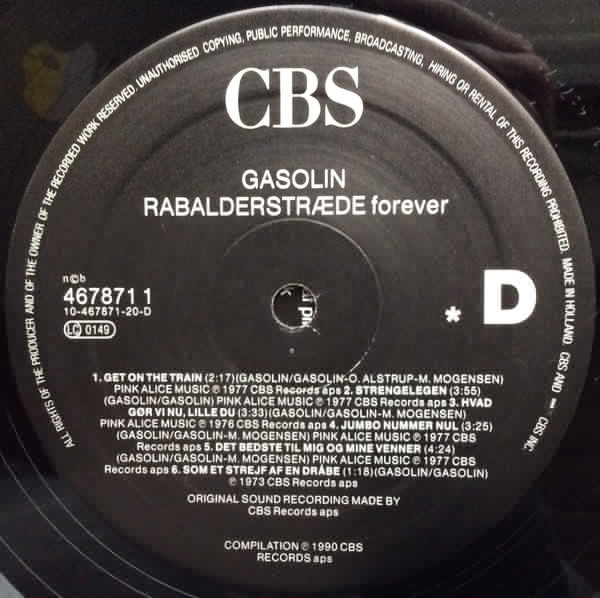 ALL RIGHTS OF THE PRODUCER AND OF THE OWNER OF THE RECORDED WORK RESERVED. UNAUTHORISED COPYING, PUBLIC PERFORMANCE, BROADCASTING, HIRING OR RENTAL OF THIS RECORDING PROHIBITED. MADE IN HOLLAND. CBS AND CBS INC.
CBS
GASOLIN
RABALDERSTRÆDE forever
n©b
467871 1
10-467871-20-D
LC 0149
* D
1. GET ON THE TRAIN (2:17)(GASOLIN/GASOLIN-O. ALSTRUP-M. MOGENSEN)
PINK ALICE MUSIC ℗ 1977 CBS Records aps 2. STRENGELEGEN (3:55)
(GASOLIN/GASOLIN) PINK ALICE MUSIC ℗ 1977 CBS Records aps 3. HVAD
GØR VI NU, LILLE DU (3:33)(GASOLIN/GASOLIN-M. MOGENSEN)
PINK ALICE MUSIC ℗ 1976 CBS Records aps 4. JUMBO NUMMER NUL (3:25)
(GASOLIN/GASOLIN-M. MOGENSEN) PINK ALICE MUSIC ℗ 1977 CBS
Records aps 5. DET BEDSTE TIL MIG OG MINE VENNER (4:24)
(GASOLIN/GASOLIN-M. MOGENSEN) PINK ALICE MUSIC ℗ 1977 CBS
Records aps 6. SOM ET STREJF AF EN DRÅBE (1:18)(GASOLIN/GASOLIN)
℗ 1973 CBS Records aps
ORIGINAL SOUND RECORDING MADE BY
CBS Records aps
COMPILATION ℗ 1990 CBS
RECORDS aps